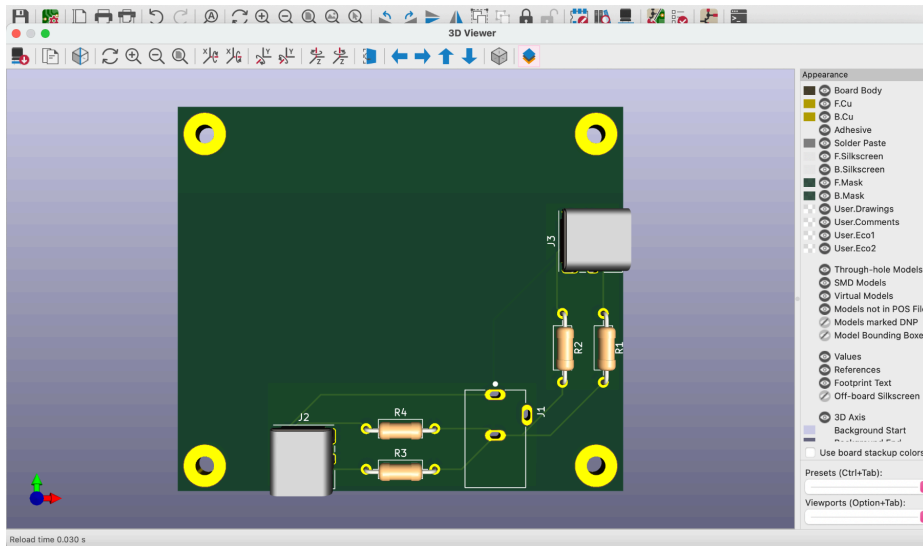 3D Viewer
Appearance
Board Body
F.Cu
B.Cu
Adhesive
Solder Paste
F.Silkscreen
B.Silkscreen
F.Mask
B.Mask
User.Drawings
User.Comments
User.Eco1
User.Eco2
Through-hole Models
SMD Models
Virtual Models
Models not in POS File
Models marked DNP
Model Bounding Boxe
Values
References
Footprint Text
Off-board Silkscreen
3D Axis
Background Start
Background End
Use board stackup colors
Presets (Ctrl+Tab):
Viewports (Option+Tab):
J3
R2
R1
J1
J2
R4
R3
Reload time 0.030 s